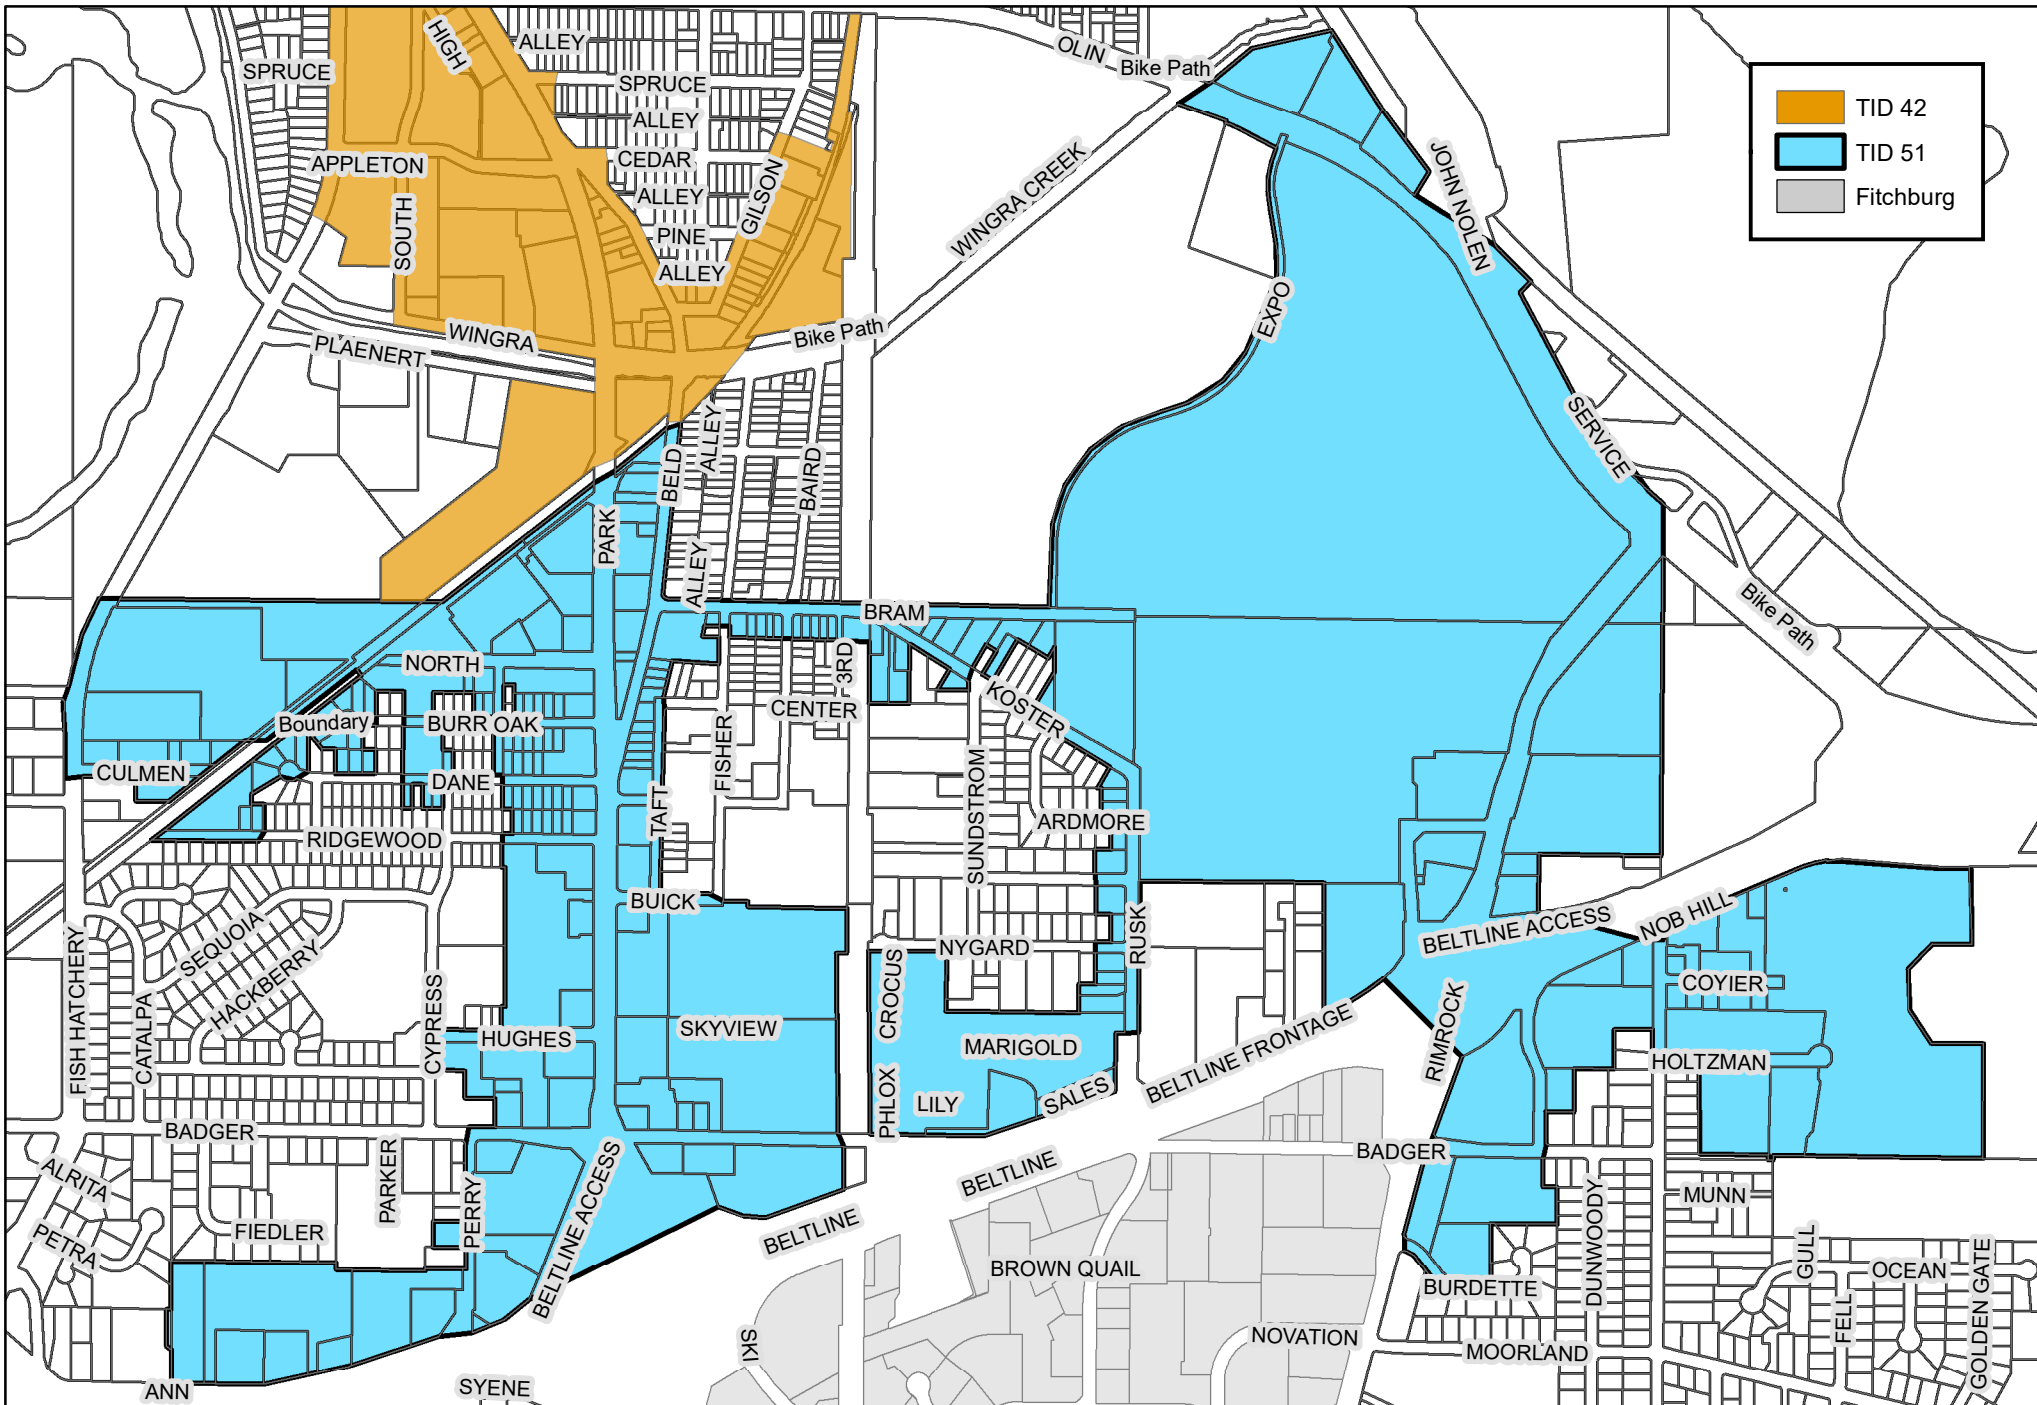 HIGH
ALLEY
OLIN
Bike Path
SPRUCE
SPRUCE
TID 42
ALLEY
TID 51
CEDAR
APPLETON
ALLEY
GILSON
Fitchburg
WINGRA CREEK
JOHN NOLEN
SOUTH
PINE
ALLEY
EXPO
WINGRA
Bike Path
PLAENERT
SERVICE
ALLEY
BELD
BAIRD
PARK
ALLEY
BRAM
Bike Path
NORTH
3RD
KOSTER
CENTER
Boundary
BURR OAK
FISHER
CULMEN
DANE
TAFT
SUNDSTROM
ARDMORE
RIDGEWOOD
BUICK
NOB HILL
BELTLINE ACCESS
SEQUOIA
NYGARD
RUSK
FISH HATCHERY
HACKBERRY
COYIER
CROCUS
CATALPA
CYPRESS
HUGHES
SKYVIEW
MARIGOLD
RIMROCK
BELTLINE FRONTAGE
HOLTZMAN
PHLOX
LILY
SALES
BADGER
BADGER
PARKER
BELTLINE ACCESS
BELTLINE
ALRITA
DUNWOODY
MUNN
PERRY
FIEDLER
BELTLINE
PETRA
GULL
BROWN QUAIL
OCEAN
BURDETTE
GOLDEN GATE
FELL
SKI
NOVATION
MOORLAND
SYENE
ANN